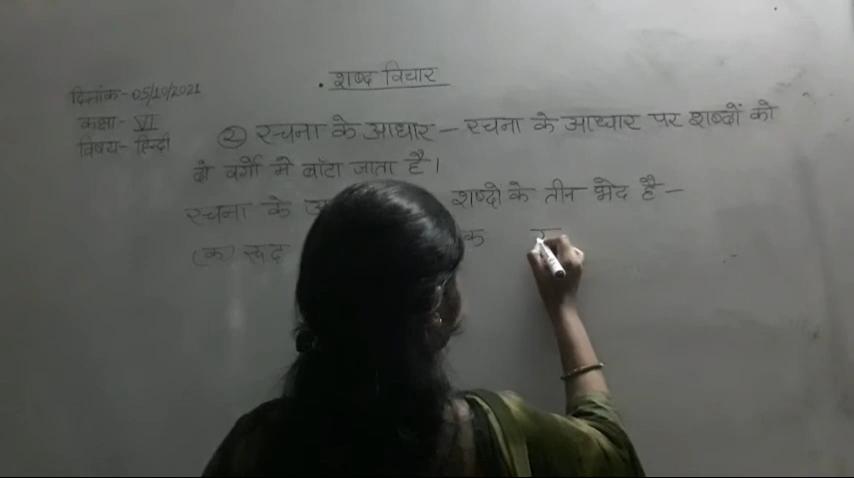 शब्द विचार
दिनांक- 05/10/2021
कक्षा- VI
विषय- हिन्दी
② रचना के आधार – रचना के आधार पर शब्दों को
दो वर्गो मे बाँटा जाता है।
रचना के शब्दो के तीन भेद है –
(क) रूढ़ क